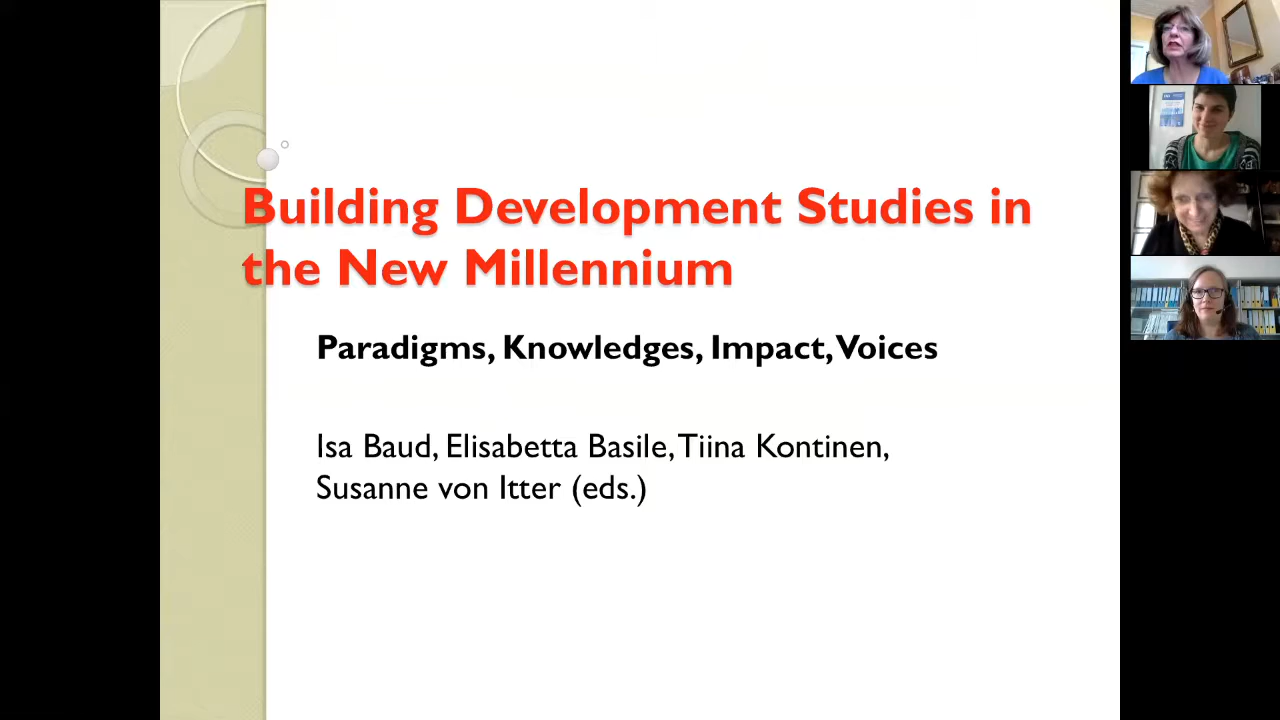 Building Development Studies in
the New Millennium
Paradigms, Knowledges, Impact, Voices
Isa Baud, Elisabetta Basile, Tiina Kontinen,
Susanne von Itter (eds.)